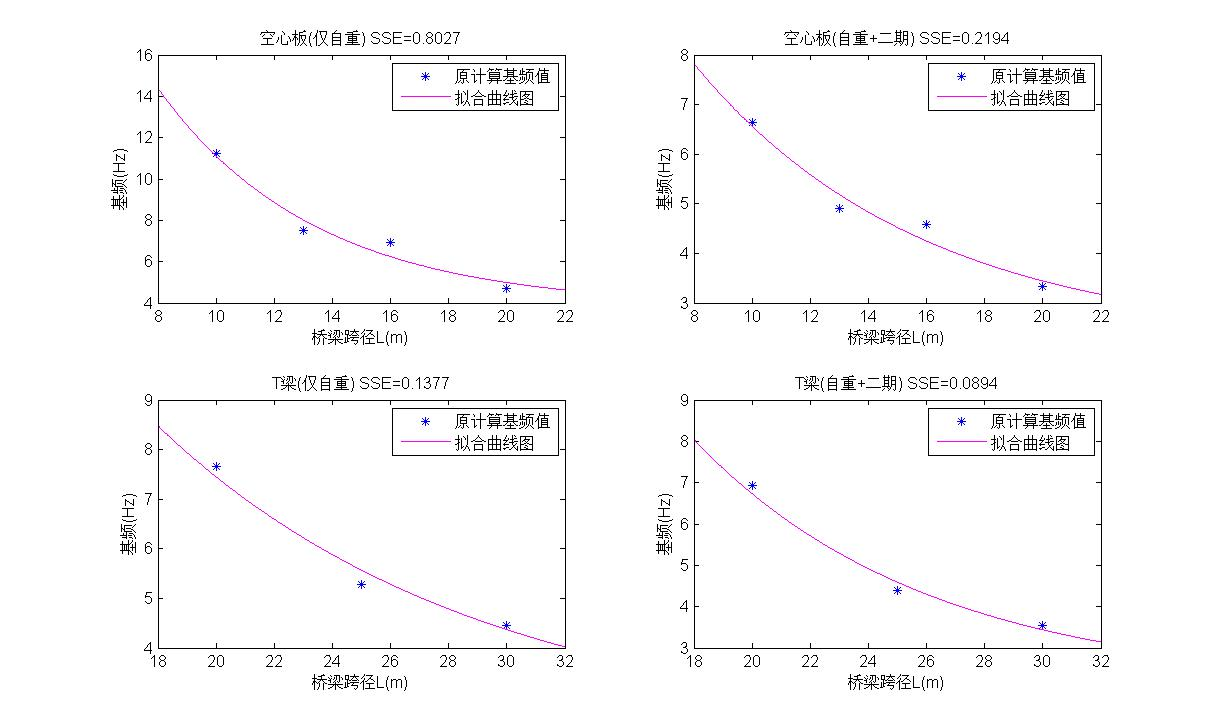 空心板(仅自重) SSE=0.8027
16
14
12
10
8
6
4
基频(Hz)
原计算基频值
拟合曲线图
8 10 12 14 16 18 20 22
桥梁跨径L(m)
空心板(自重+二期) SSE=0.2194
8
7
6
5
4
3
基频(Hz)
原计算基频值
拟合曲线图
8 10 12 14 16 18 20 22
桥梁跨径L(m)
T梁(仅自重) SSE=0.1377
9
8
7
6
5
4
基频(Hz)
原计算基频值
拟合曲线图
18 20 22 24 26 28 30 32
桥梁跨径L(m)
T梁(自重+二期) SSE=0.0894
9
8
7
6
5
4
3
基频(Hz)
原计算基频值
拟合曲线图
18 20 22 24 26 28 30 32
桥梁跨径L(m)